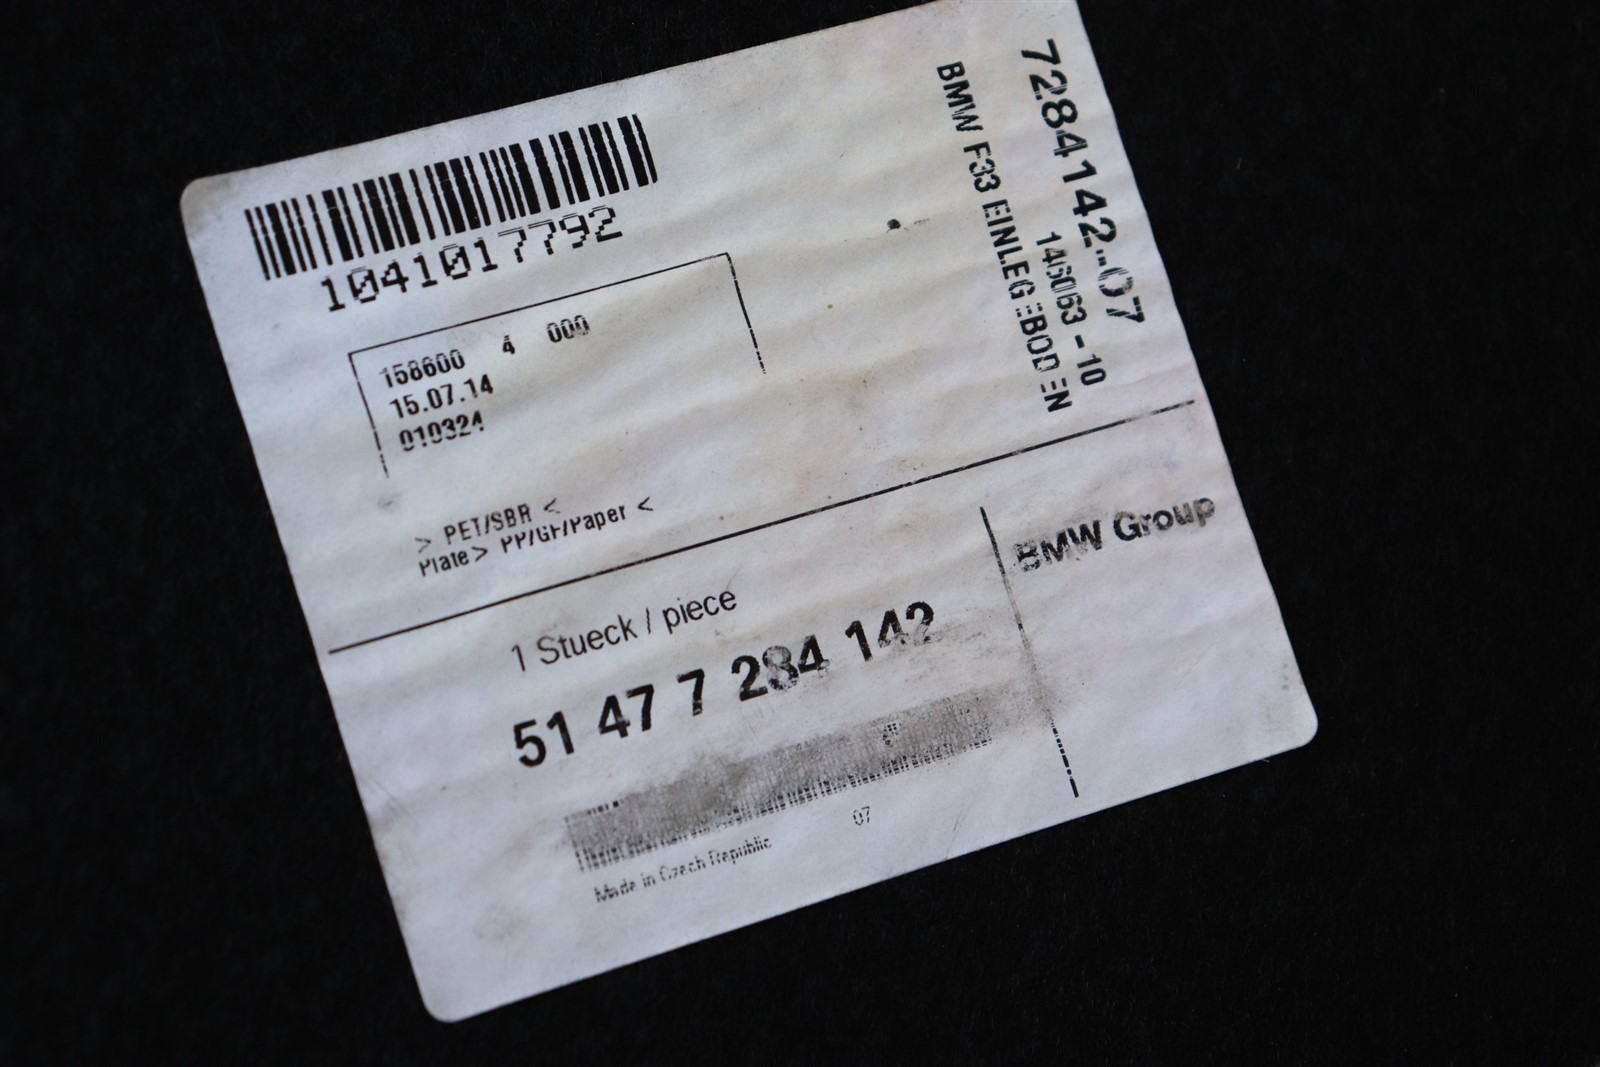 1041017792
158600 4 000
15.07.14
010324
> PET/SBR <
Plate> PP/GF/Paper <
7284142-07
146063 - 10
BMW F33 EINLEGEBODEN
1 Stueck / piece
51 47 7 284 142
Made in Czech Republic
07
BMW Group